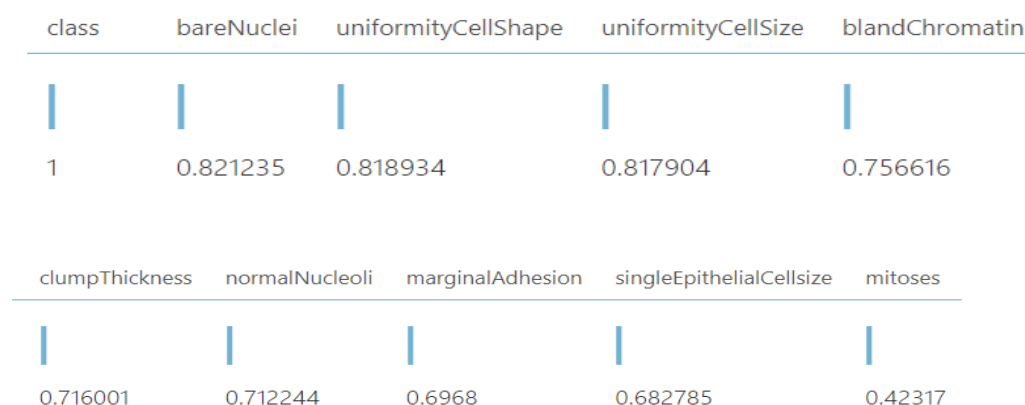 class bareNuclei uniformityCellShape uniformityCellSize blandChromatin
1 0.821235 0.818934 0.817904 0.756616
clumpThickness normalNucleoli marginalAdhesion singleEpithelialCellsize mitoses
0.716001 0.712244 0.6968 0.682785 0.42317